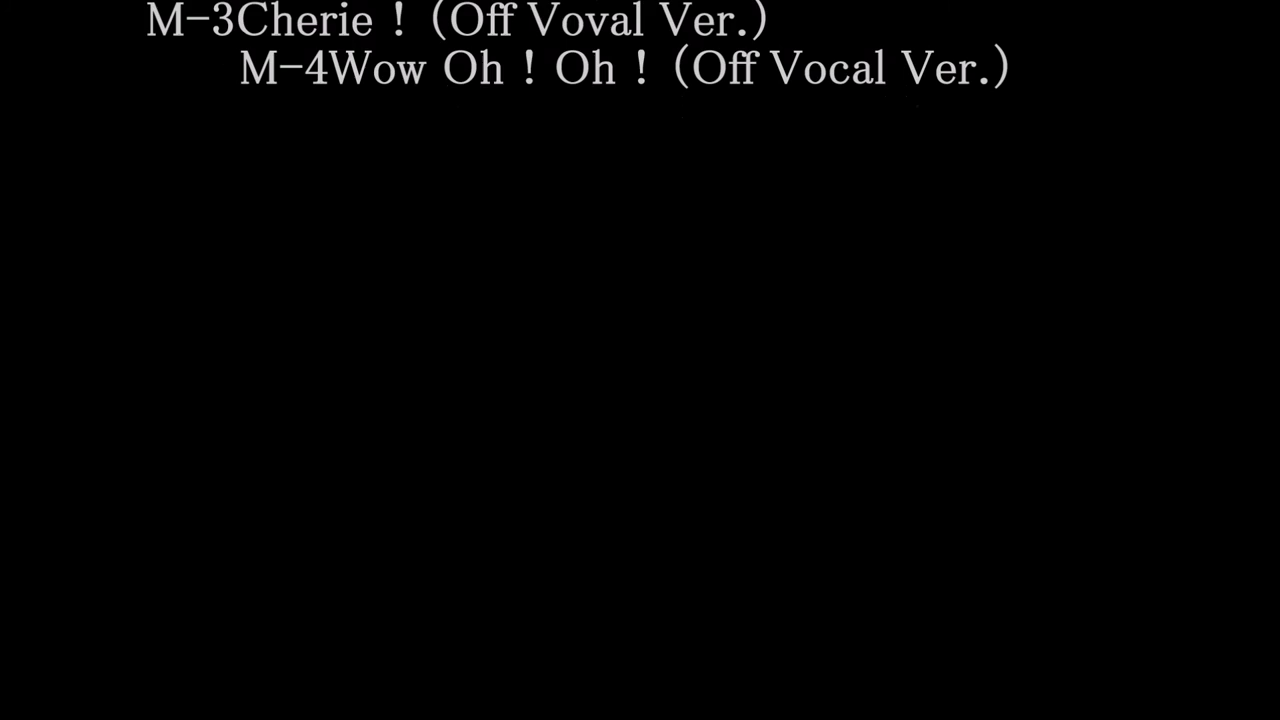 M-3Cherie！（Off Voval Ver.）
M-4Wow Oh！Oh！（Off Vocal Ver.）